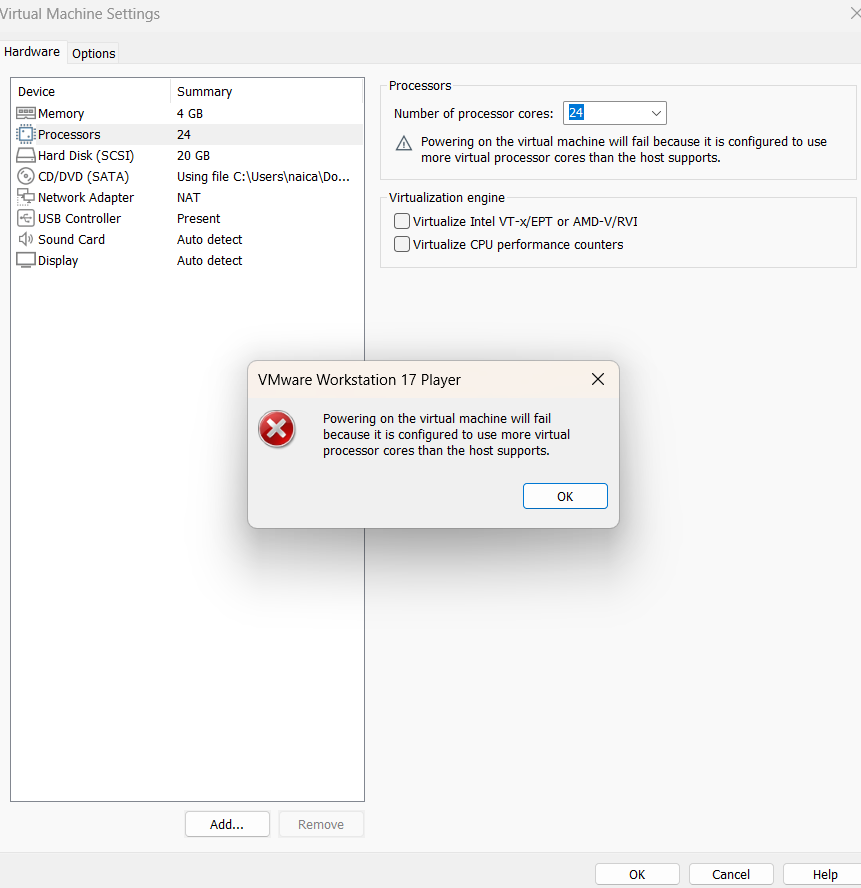 Virtual Machine Settings
Hardware
Options
Device Summary
Memory 4 GB
Processors 24
Hard Disk (SCSI) 20 GB
CD/DVD (SATA) Using file C:\Users\naica\Do...
Network Adapter NAT
USB Controller Present
Sound Card Auto detect
Display Auto detect
Add...
Remove
Processors
Number of processor cores: 24
Powering on the virtual machine will fail because it is configured to use
more virtual processor cores than the host supports.
Virtualization engine
Virtualize Intel VT-x/EPT or AMD-V/RVI
Virtualize CPU performance counters
VMware Workstation 17 Player
Powering on the virtual machine will fail
because it is configured to use more virtual
processor cores than the host supports.
OK
OK
Cancel
Help